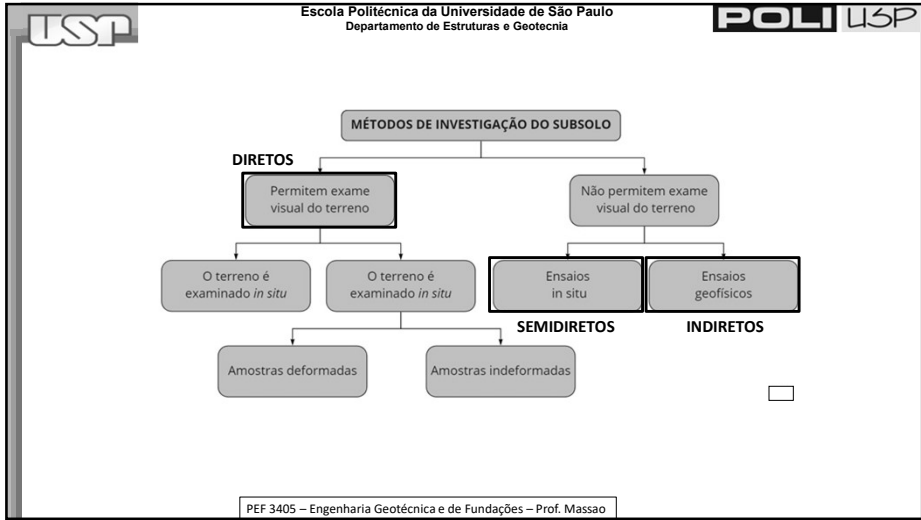 USP
Escola Politécnica da Universidade de São Paulo
Departamento de Estruturas e Geotecnia
POLI USP
MÉTODOS DE INVESTIGAÇÃO DO SUBSOLO
DIRETOS
Permitem exame
visual do terreno
Não permitem exame
visual do terreno
O terreno é
examinado in situ
O terreno é
examinado in situ
Ensaios
in situ
Ensaios
geofísicos
SEMIDIRETOS
INDIRETOS
Amostras deformadas
Amostras indeformadas
PEF 3405 – Engenharia Geotécnica e de Fundações – Prof. Massao